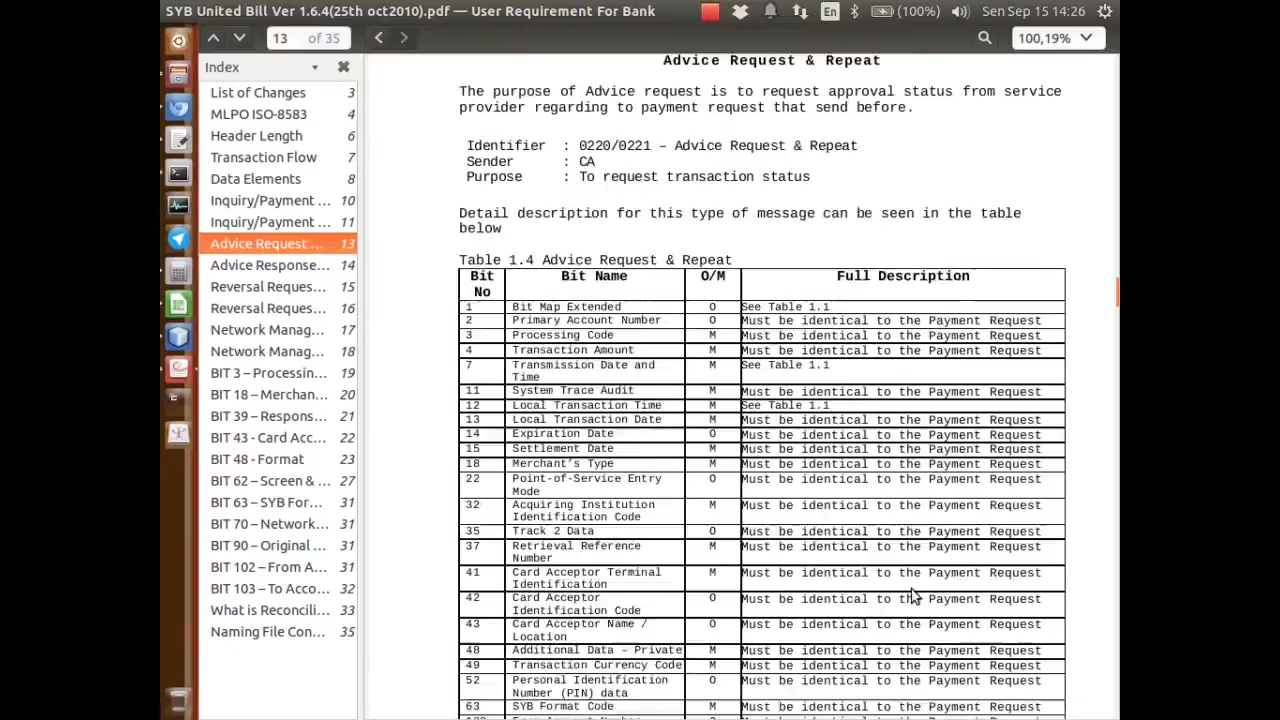 SYB United Bill Ver 1.6.4(25th oct2010).pdf — User Requirement For Bank
En
(100%)
Sen Sep 15 14:26
13 of 35
100,19%
Index
List of Changes 3
MLPO ISO-8583 4
Header Length 6
Transaction Flow 7
Data Elements 8
Inquiry/Payment ... 10
Inquiry/Payment ... 11
Advice Request ... 13
Advice Response... 14
Reversal Reques... 15
Reversal Reques... 16
Network Manag... 17
Network Manag... 18
BIT 3 – Processin... 19
BIT 18 – Merchan... 20
BIT 39 – Respons... 21
BIT 43 - Card Acc... 22
BIT 48 - Format 23
BIT 62 – Screen & ... 27
BIT 63 – SYB For... 31
BIT 70 – Network... 31
BIT 90 – Original ... 31
BIT 102 – From A... 31
BIT 103 – To Acco... 32
What is Reconcili... 33
Naming File Con... 35
Advice Request & Repeat
The purpose of Advice request is to request approval status from service
provider regarding to payment request that send before.
Identifier : 0220/0221 – Advice Request & Repeat
Sender : CA
Purpose : To request transaction status
Detail description for this type of message can be seen in the table
below
Table 1.4 Advice Request & Repeat
Bit No Bit Name O/M Full Description
1 Bit Map Extended O See Table 1.1
2 Primary Account Number O Must be identical to the Payment Request
3 Processing Code M Must be identical to the Payment Request
4 Transaction Amount M Must be identical to the Payment Request
7 Transmission Date and M See Table 1.1
Time
11 System Trace Audit M Must be identical to the Payment Request
12 Local Transaction Time M See Table 1.1
13 Local Transaction Date M Must be identical to the Payment Request
14 Expiration Date O Must be identical to the Payment Request
15 Settlement Date M Must be identical to the Payment Request
18 Merchant's Type M Must be identical to the Payment Request
22 Point-of-Service Entry O Must be identical to the Payment Request
Mode
32 Acquiring Institution M Must be identical to the Payment Request
Identification Code
35 Track 2 Data O Must be identical to the Payment Request
37 Retrieval Reference M Must be identical to the Payment Request
Number
41 Card Acceptor Terminal M Must be identical to the Payment Request
Identification
42 Card Acceptor O Must be identical to the Payment Request
Identification Code
43 Card Acceptor Name / O Must be identical to the Payment Request
Location
48 Additional Data – Private M Must be identical to the Payment Request
49 Transaction Currency Code M Must be identical to the Payment Request
52 Personal Identification O Must be identical to the Payment Request
Number (PIN) data
63 SYB Format Code M Must be identical to the Payment Request